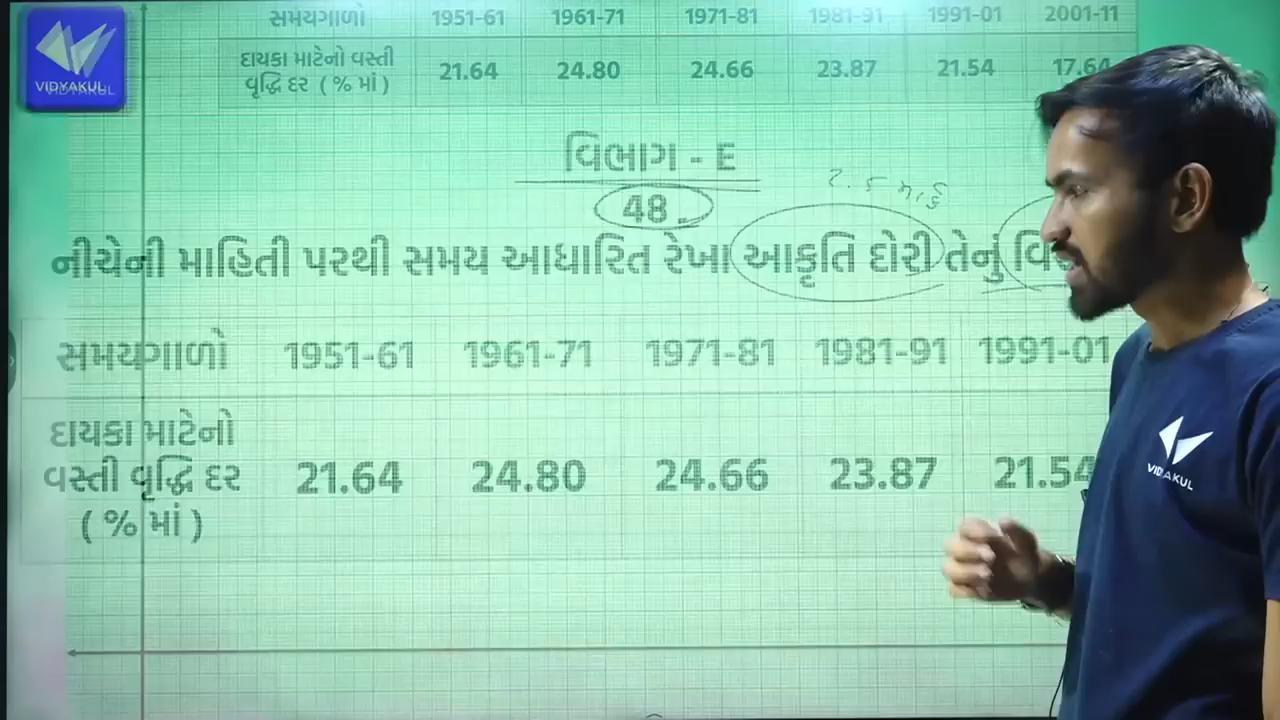 સમયગાળો 1951-61 1961-71 1971-81 1981-91 1991-01 2001-11
દાયકા માટેનો વસ્તી
વૃદ્ધિ દર ( % માં ) 21.64 24.80 24.66 23.87 21.54 17.64
VIDYAKUL
વિભાગ - E
48.
નીચેની માહિતી પરથી સમય આધારિત રેખા આકૃતિ દોરી તેનું
સમયગાળો 1951-61 1961-71 1971-81 1981-91 1991-01
દાયકા માટેનો
વસ્તી વૃદ્ધિ દર
( % માં ) 21.64 24.80 24.66 23.87 21.54
VIDYAKUL